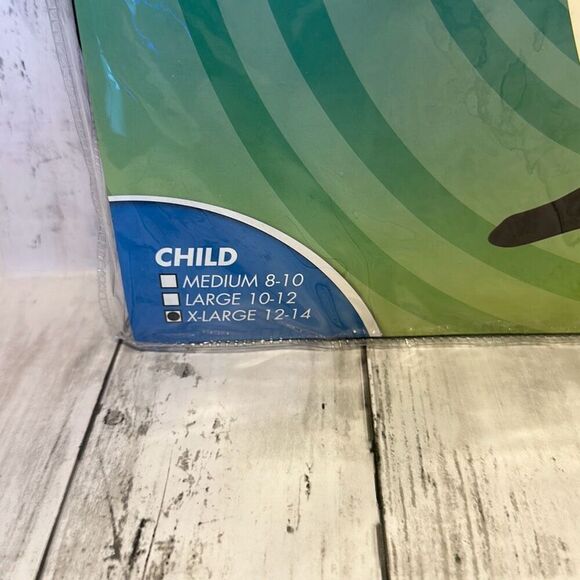 CHILD
MEDIUM 8-10
LARGE 10-12
X-LARGE 12-14